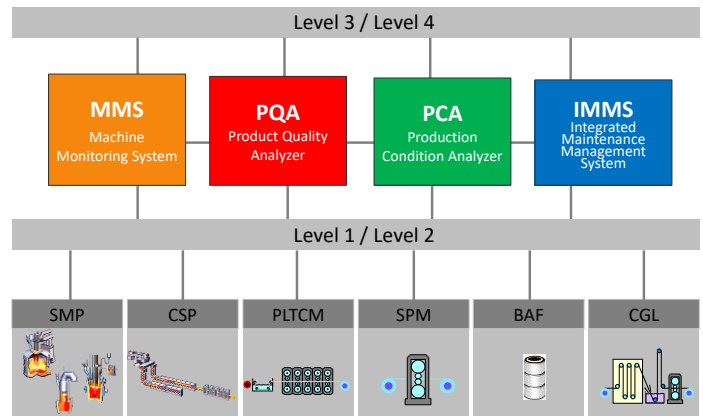 Level 3 / Level 4
MMS
Machine
Monitoring System
PQA
Product Quality
Analyzer
PCA
Production
Condition Analyzer
IMMS
Integrated
Maintenance
Management
System
Level 1 / Level 2
SMP
CSP
PLTCM
SPM
BAF
CGL